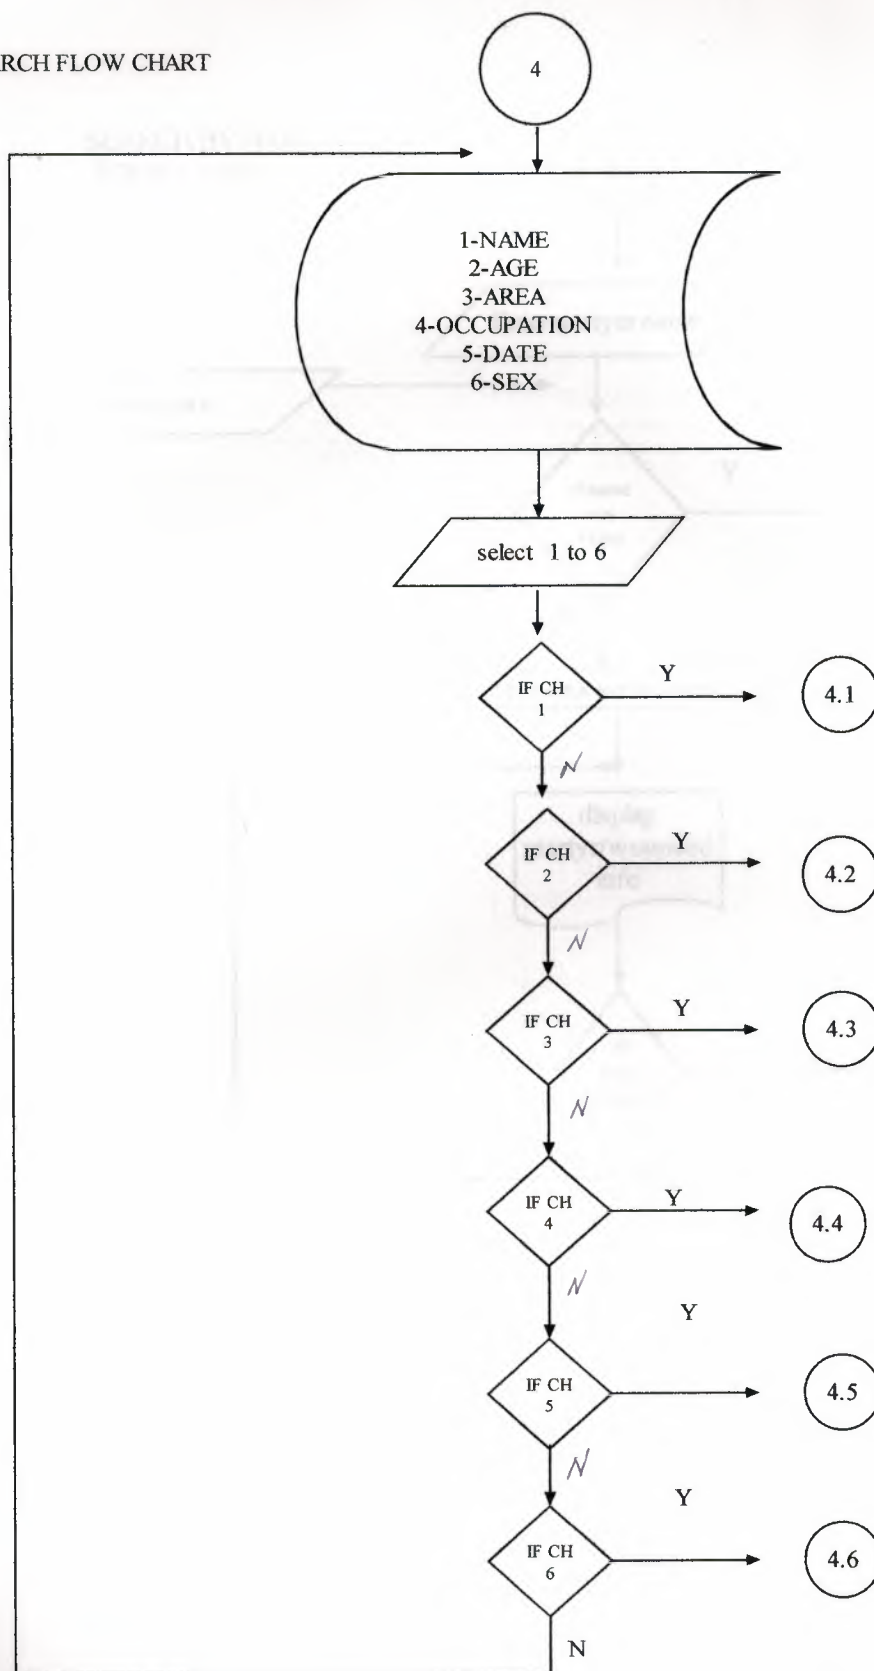 ARCH FLOW CHART
4
1-NAME
2-AGE
3-AREA
4-OCCUPATION
5-DATE
6-SEX
select 1 to 6
IF CH
1
Y
4.1
N
IF CH
2
Y
4.2
N
IF CH
3
Y
4.3
N
IF CH
4
Y
4.4
N
Y
IF CH
5
4.5
N
Y
IF CH
6
4.6
N
display
Y